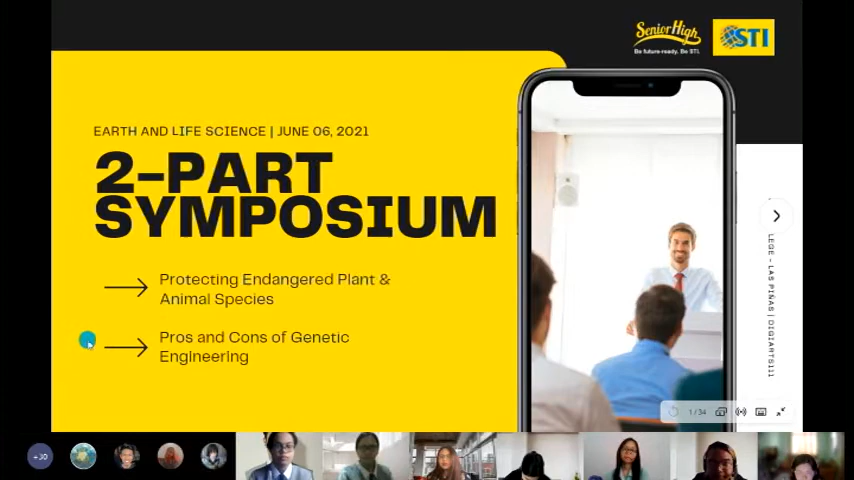 Senior High
Be future-ready. Be STI.
STI
EARTH AND LIFE SCIENCE | JUNE 06, 2021
2-PART
SYMPOSIUM
Protecting Endangered Plant &
Animal Species
Pros and Cons of Genetic
Engineering
LEGE - LAS PIÑAS | DIGIARTS111
1/34
+30